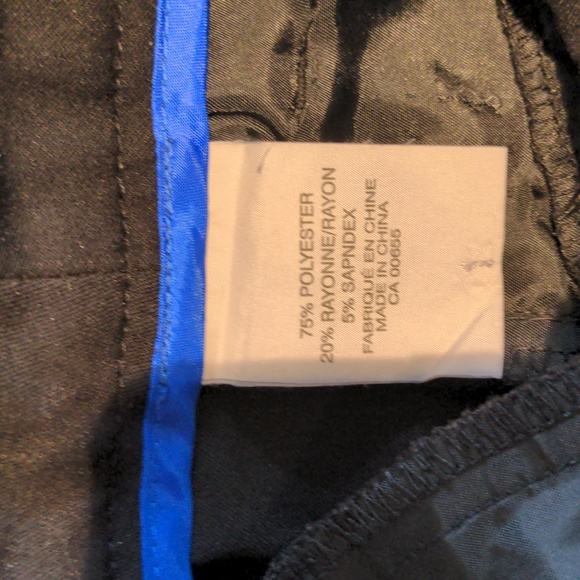 75% POLYESTER
20% RAYONNE/RAYON
5% SAPNDEX
FABRIQUÉ EN CHINE
MADE IN CHINA
CA 00655